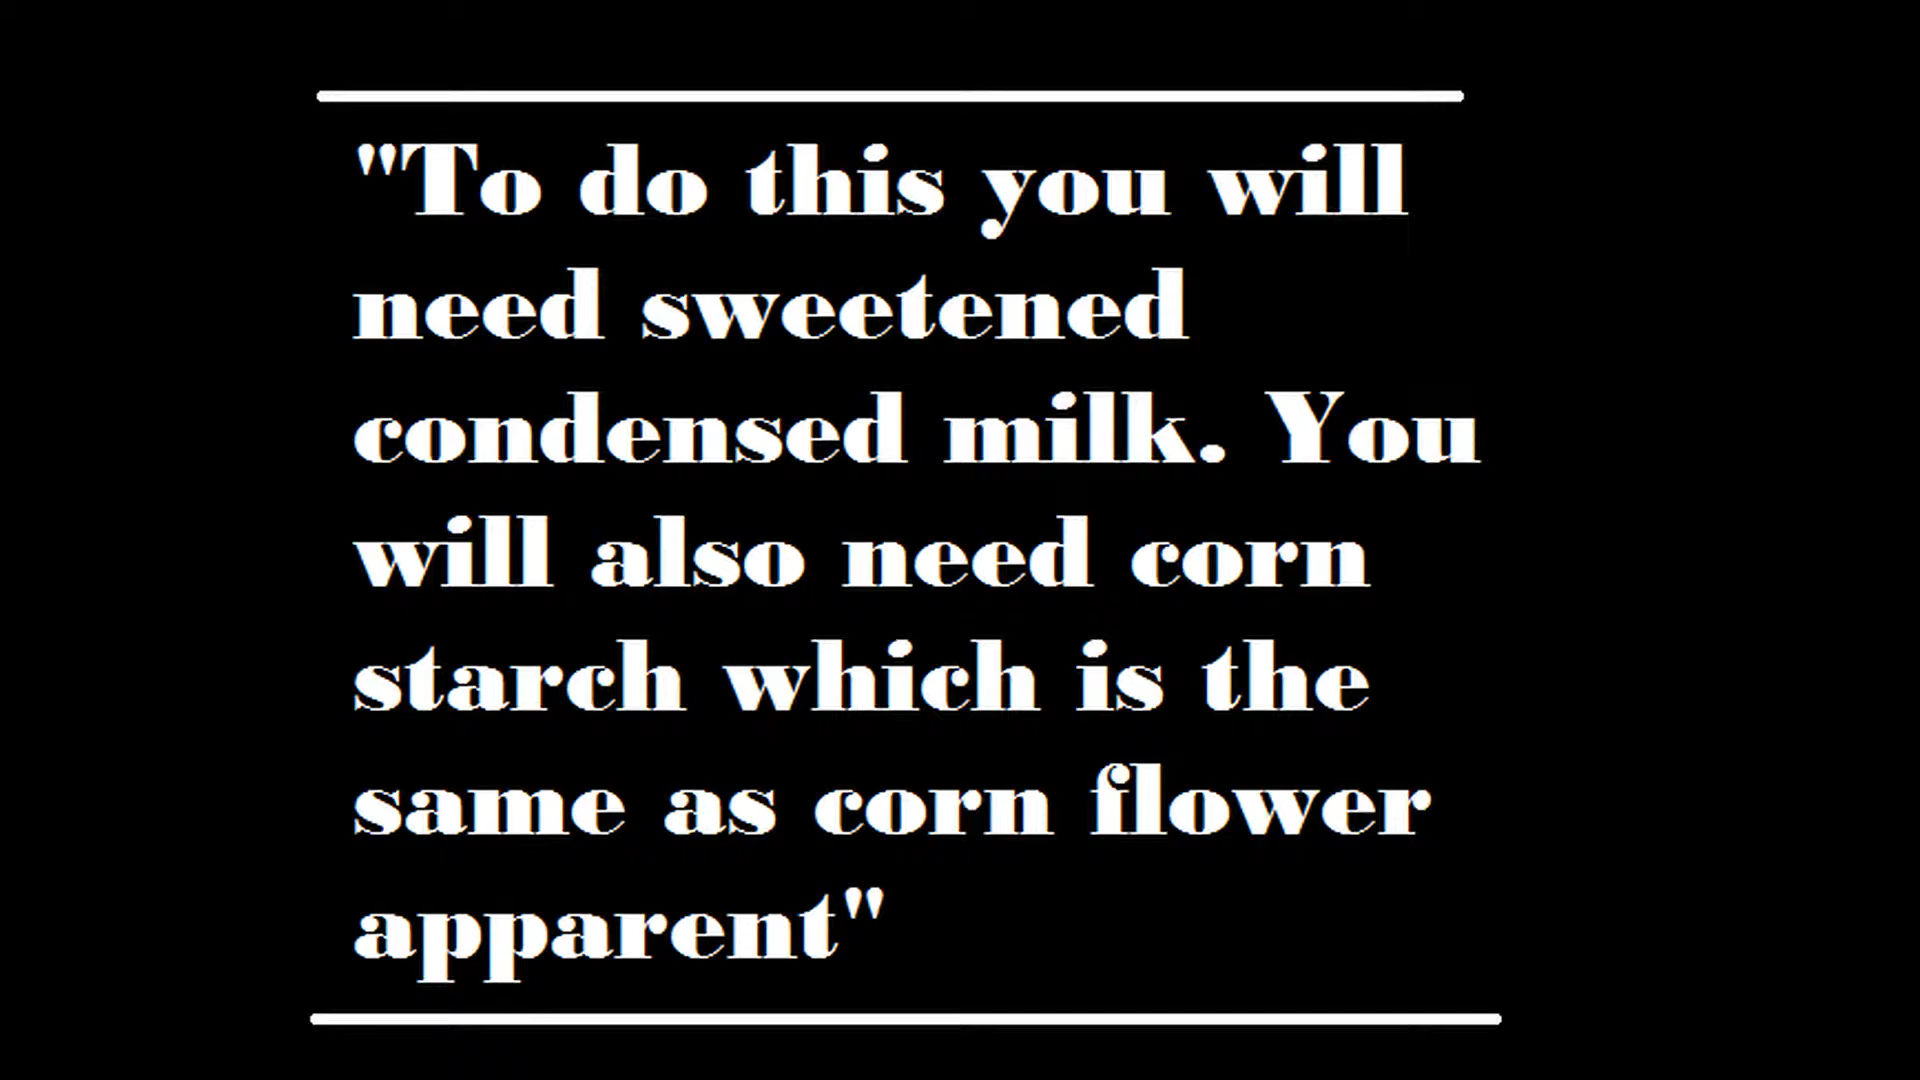 "To do this you will
need sweetened
condensed milk. You
will also need corn
starch which is the
same as corn flower
apparent"